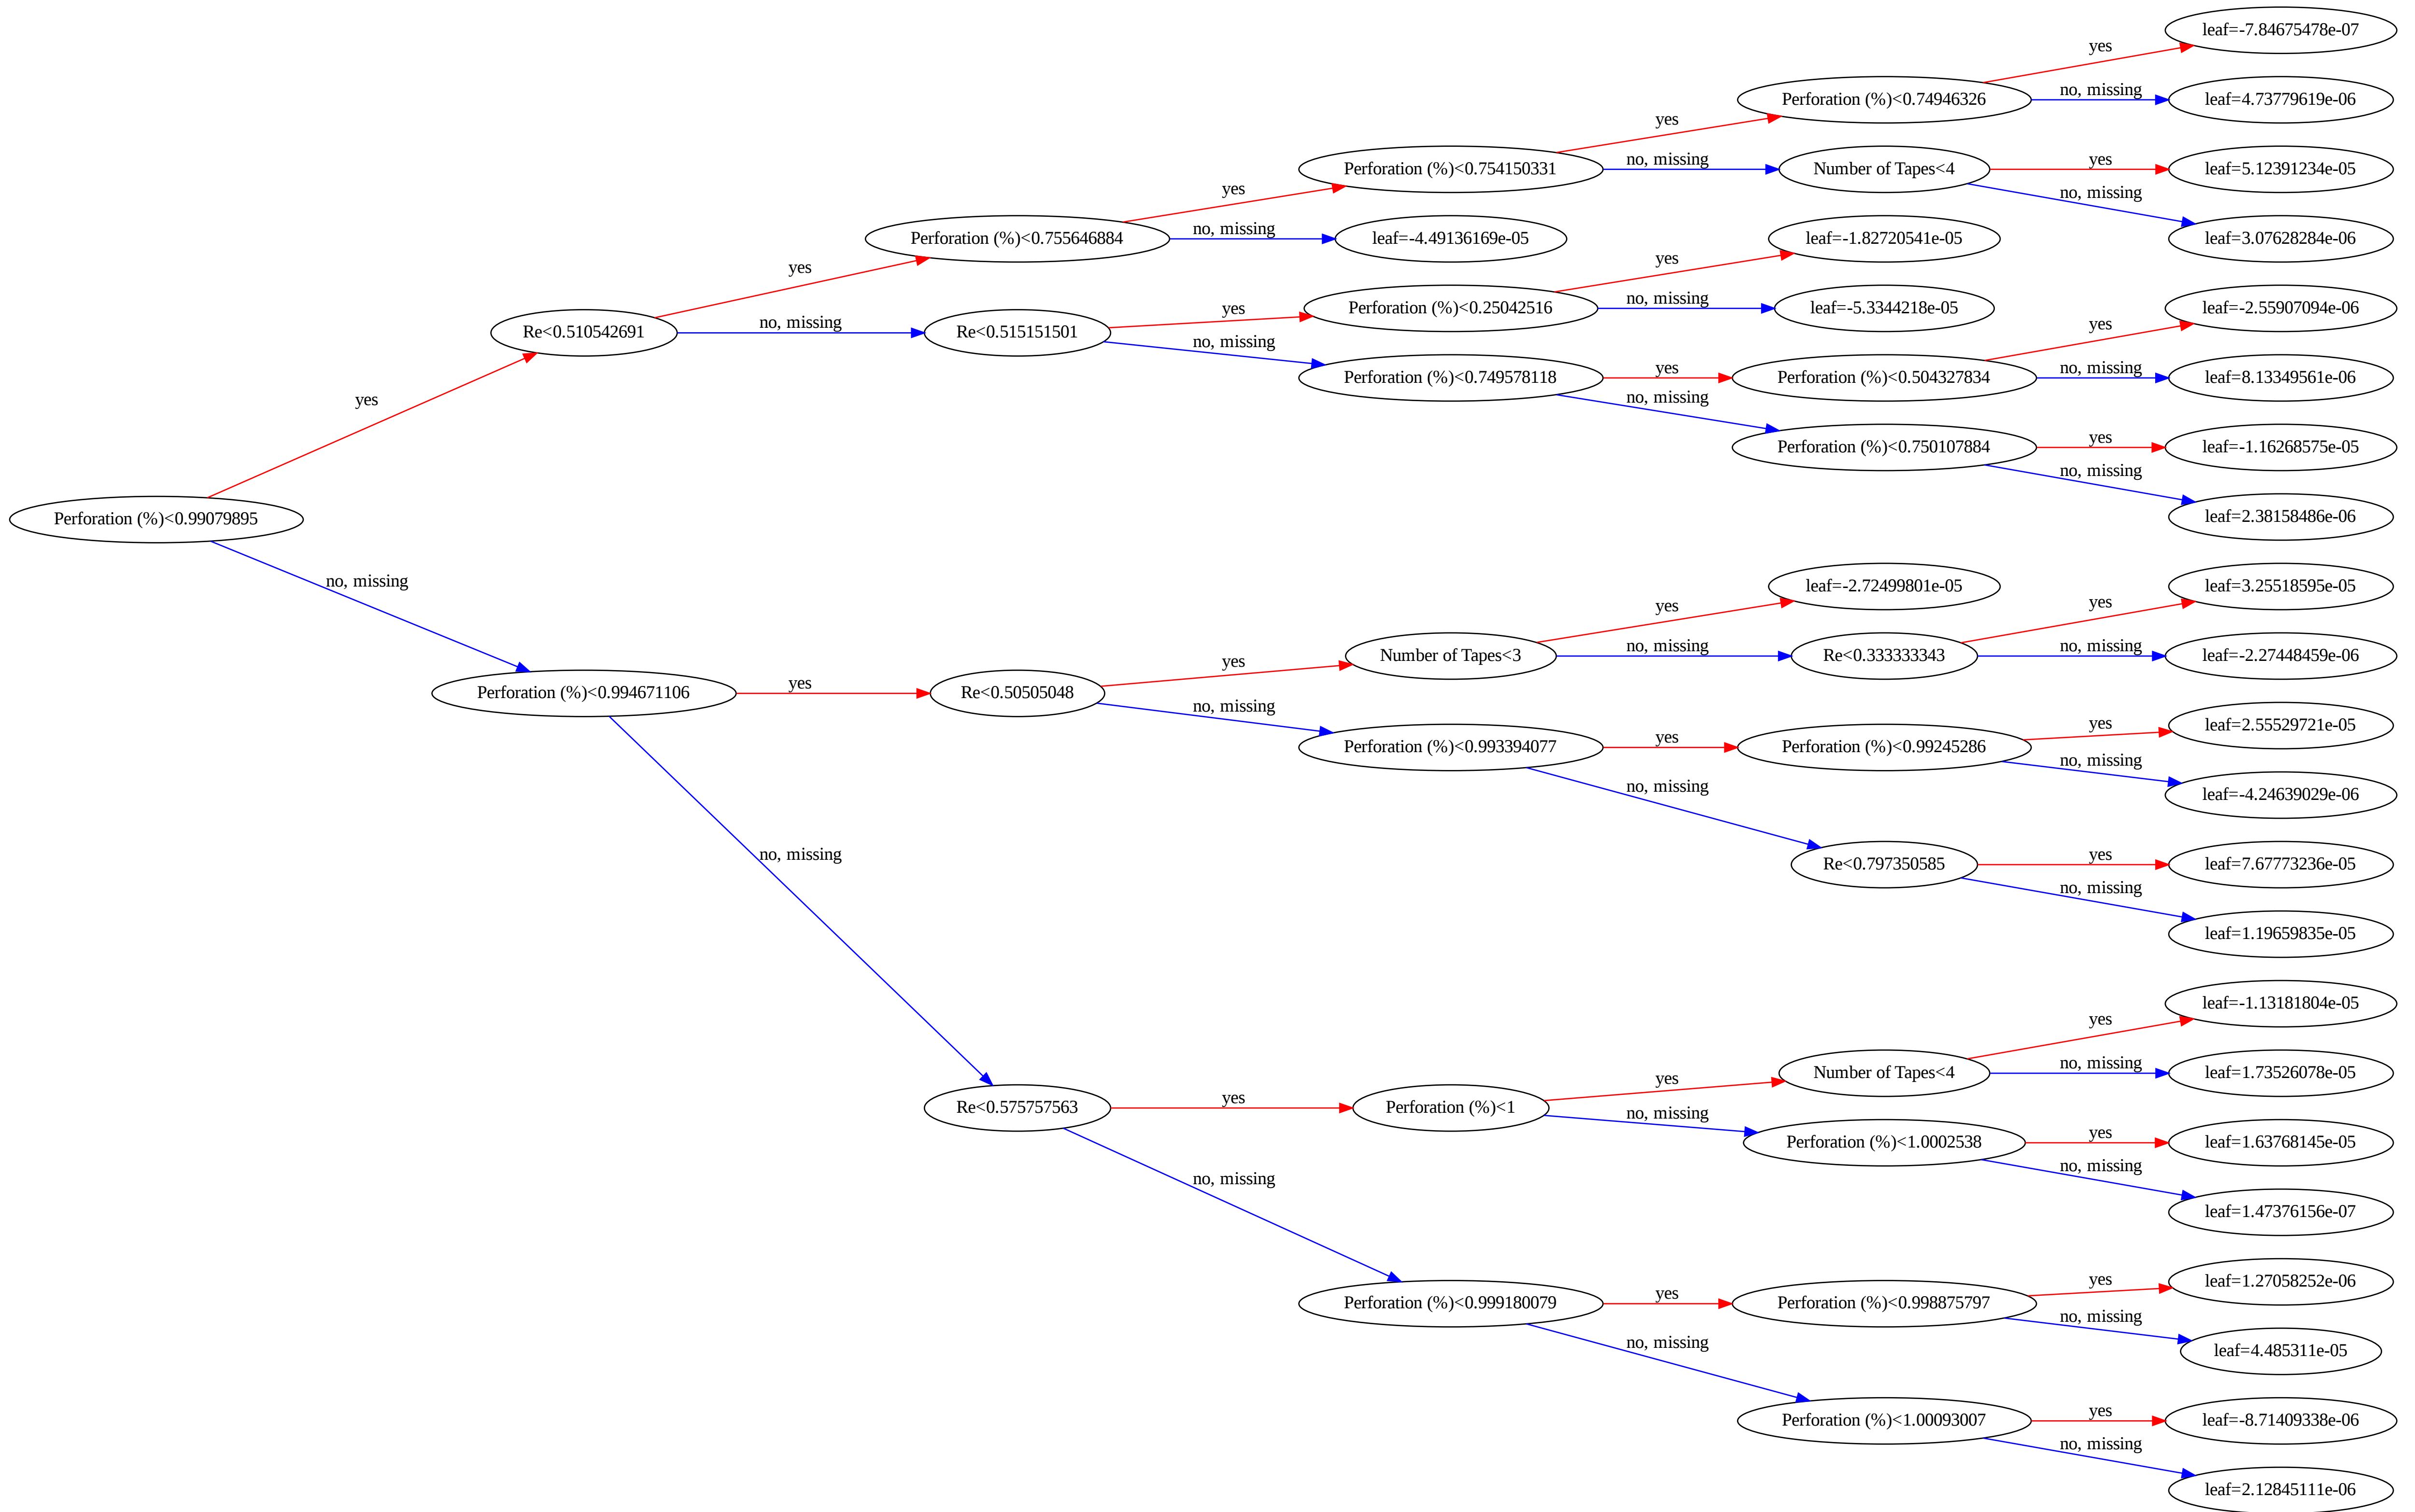 leaf=-7.84675478e-07
yes
Perforation (%)<0.74946326
no, missing
leaf=4.73779619e-06
yes
Perforation (%)<0.754150331
no, missing
Number of Tapes<4
yes
leaf=5.12391234e-05
yes
no, missing
leaf=3.07628284e-06
Perforation (%)<0.755646884
no, missing
leaf=-4.49136169e-05
leaf=-1.82720541e-05
yes
yes
Perforation (%)<0.25042516
no, missing
leaf=-5.3344218e-05
leaf=-2.55907094e-06
yes
yes
Re<0.510542691
no, missing
Re<0.515151501
no, missing
Perforation (%)<0.749578118
yes
Perforation (%)<0.504327834
no, missing
leaf=8.13349561e-06
yes
no, missing
Perforation (%)<0.750107884
yes
leaf=-1.16268575e-05
no, missing
leaf=2.38158486e-06
Perforation (%)<0.99079895
no, missing
leaf=-2.72499801e-05
leaf=3.25518595e-05
yes
yes
Number of Tapes<3
no, missing
Re<0.333333343
no, missing
leaf=-2.27448459e-06
yes
Perforation (%)<0.994671106
yes
Re<0.50505048
no, missing
Perforation (%)<0.993394077
yes
Perforation (%)<0.99245286
yes
leaf=2.55529721e-05
no, missing
leaf=-4.24639029e-06
no, missing
no, missing
Re<0.797350585
yes
leaf=7.67773236e-05
no, missing
leaf=1.19659835e-05
leaf=-1.13181804e-05
yes
Number of Tapes<4
no, missing
leaf=1.73526078e-05
yes
Re<0.575757563
yes
Perforation (%)<1
no, missing
Perforation (%)<1.0002538
yes
leaf=1.63768145e-05
no, missing
leaf=1.47376156e-07
no, missing
Perforation (%)<0.999180079
yes
Perforation (%)<0.998875797
yes
leaf=1.27058252e-06
no, missing
leaf=4.485311e-05
no, missing
Perforation (%)<1.00093007
yes
leaf=-8.71409338e-06
no, missing
leaf=2.12845111e-06